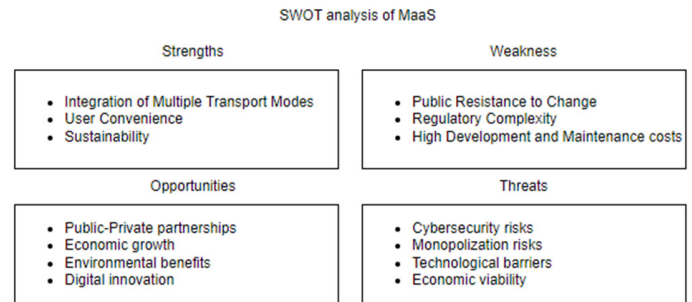 SWOT analysis of MaaS
Strengths
Integration of Multiple Transport Modes
User Convenience
Sustainability
Weakness
Public Resistance to Change
Regulatory Complexity
High Development and Maintenance costs
Opportunities
Public-Private partnerships
Economic growth
Environmental benefits
Digital innovation
Threats
Cybersecurity risks
Monopolization risks
Technological barriers
Economic viability